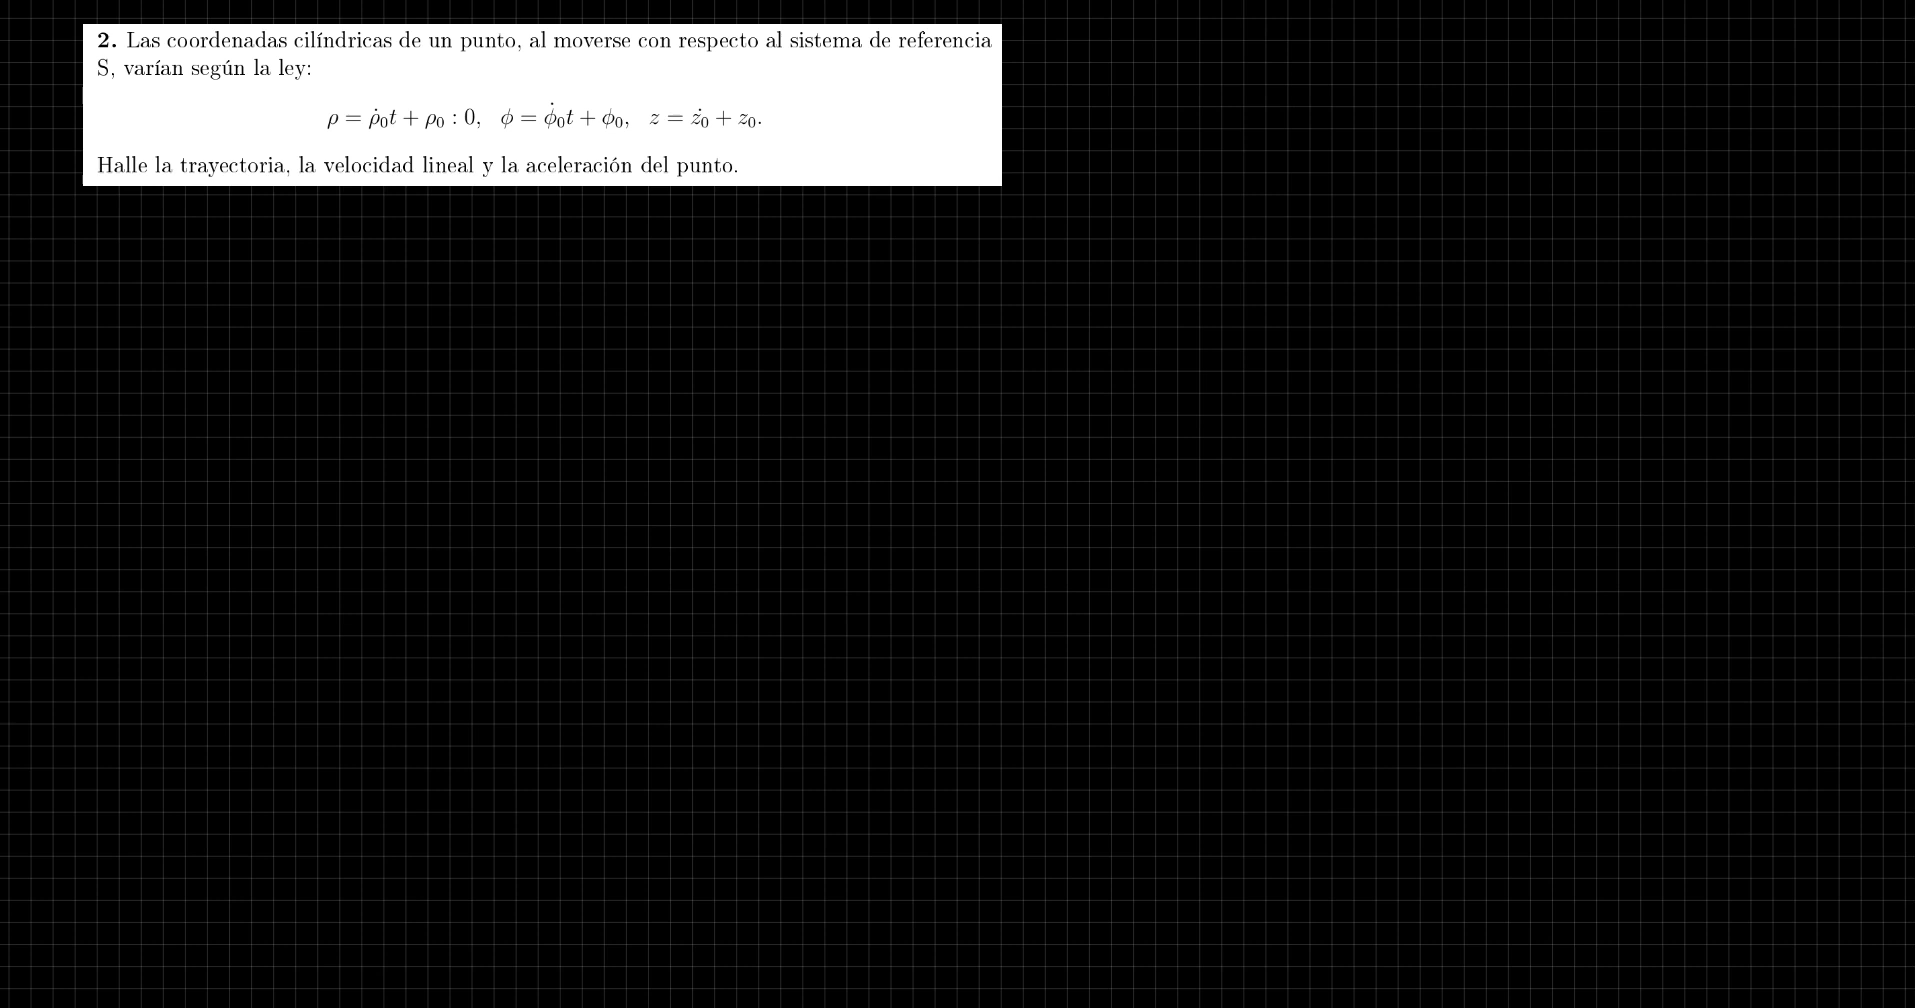 2. Las coordenadas cilíndricas de un punto, al moverse con respecto al sistema de referencia
S, varían según la ley:
ρ = ρ̇₀t + ρ₀ : 0, ϕ = ϕ̇₀t + ϕ₀, z = ż₀ + z₀.
Halle la trayectoria, la velocidad lineal y la aceleración del punto.